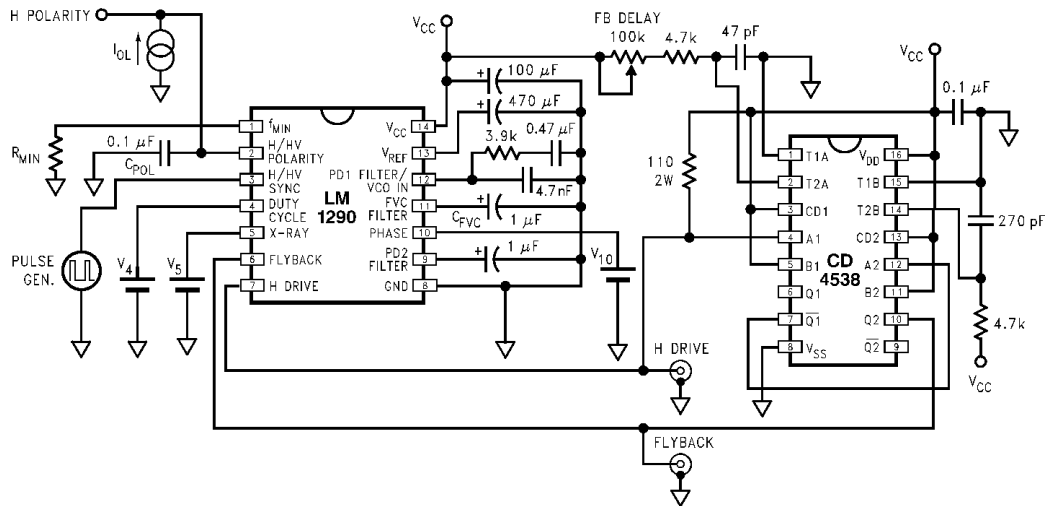 H POLARITY
I_OL
V_CC
FB DELAY
100k
4.7k
47 pF
V_CC
0.1 µF
R_MIN
0.1 µF
C_POL
+
100 µF
+
470 µF
3.9k
0.47 µF
4.7nF
+
C_FVC
1 µF
+
1 µF
V_10
PULSE
GEN.
V_4
V_5
LM
1290
1
f_MIN
2
H/HV
POLARITY
3
H/HV
SYNC
4
DUTY
CYCLE
5
X-RAY
6
FLYBACK
7
H DRIVE
V_CC
14
V_REF
13
PD1 FILTER/
VCO IN
12
FVC
FILTER
11
PHASE
10
PD2
FILTER
9
GND
8
110
2W
CD
4538
1
T1A
2
T2A
3
CD1
4
A1
5
B1
6
Q1
7
Q̅1̅
8
V_SS
V_DD
16
T1B
15
T2B
14
CD2
13
A2
12
B2
11
Q2
10
Q̅2̅
9
270 pF
4.7k
V_CC
H DRIVE
FLYBACK